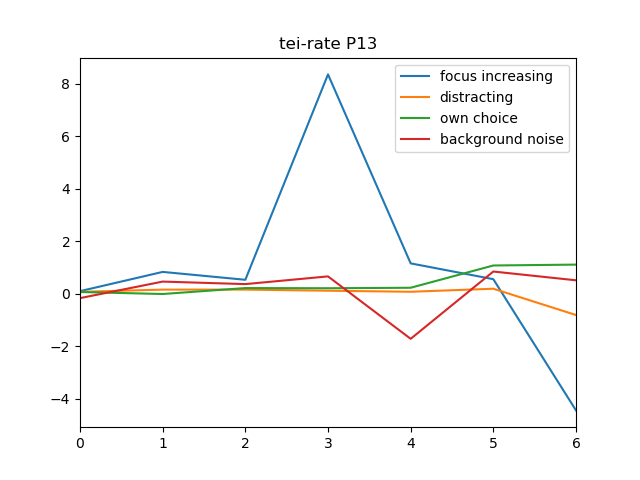 tei-rate P13
focus increasing
distracting
own choice
background noise
8
6
4
2
0
−2
−4
0 1 2 3 4 5 6